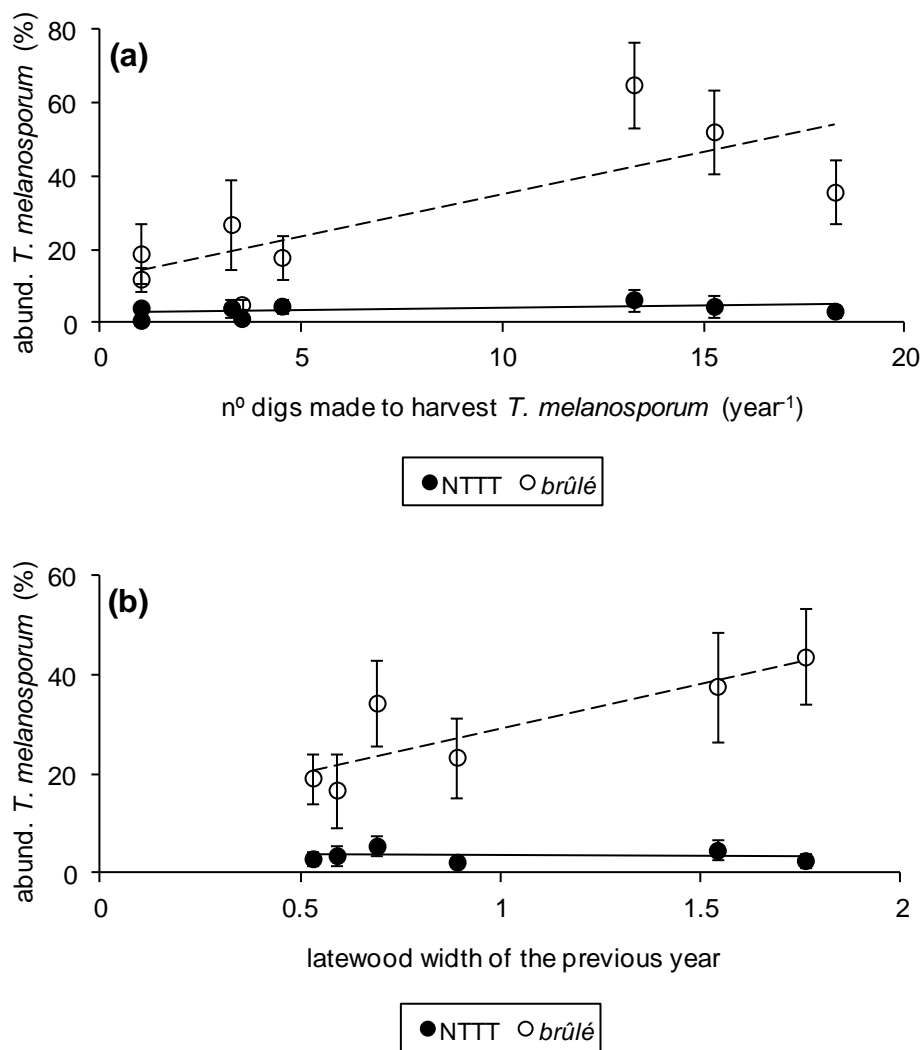 (a)
abund. T. melanosporum (%)
80
60
40
20
0
0 5 10 15 20
nº digs made to harvest T. melanosporum (year⁻¹)
NTTT brûlé
(b)
abund. T. melanosporum (%)
60
40
20
0
0 0.5 1 1.5 2
latewood width of the previous year
NTTT brûlé